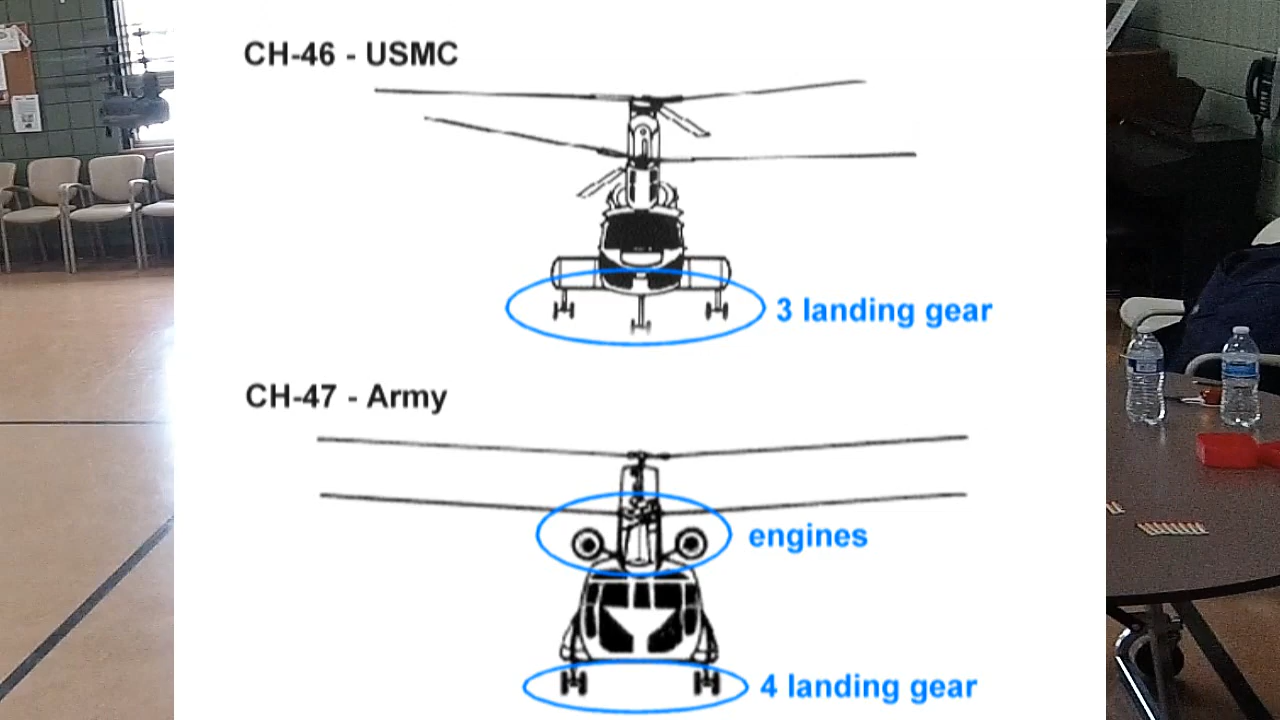 CH-46 - USMC
3 landing gear
CH-47 - Army
engines
4 landing gear